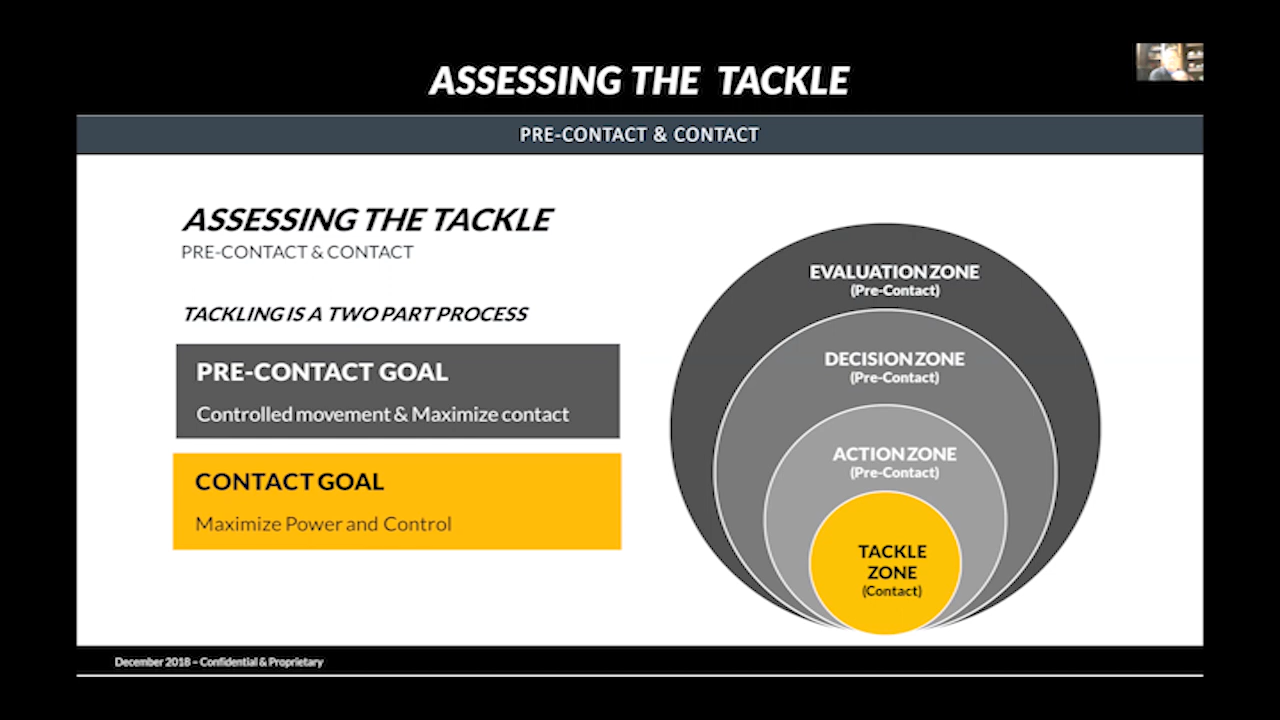 ASSESSING THE TACKLE
PRE-CONTACT & CONTACT
ASSESSING THE TACKLE
PRE-CONTACT & CONTACT
TACKLING IS A TWO PART PROCESS
PRE-CONTACT GOAL
Controlled movement & Maximize contact
CONTACT GOAL
Maximize Power and Control
EVALUATION ZONE
(Pre-Contact)
DECISION ZONE
(Pre-Contact)
ACTION ZONE
(Pre-Contact)
TACKLE
ZONE
(Contact)
December 2018 – Confidential & Proprietary